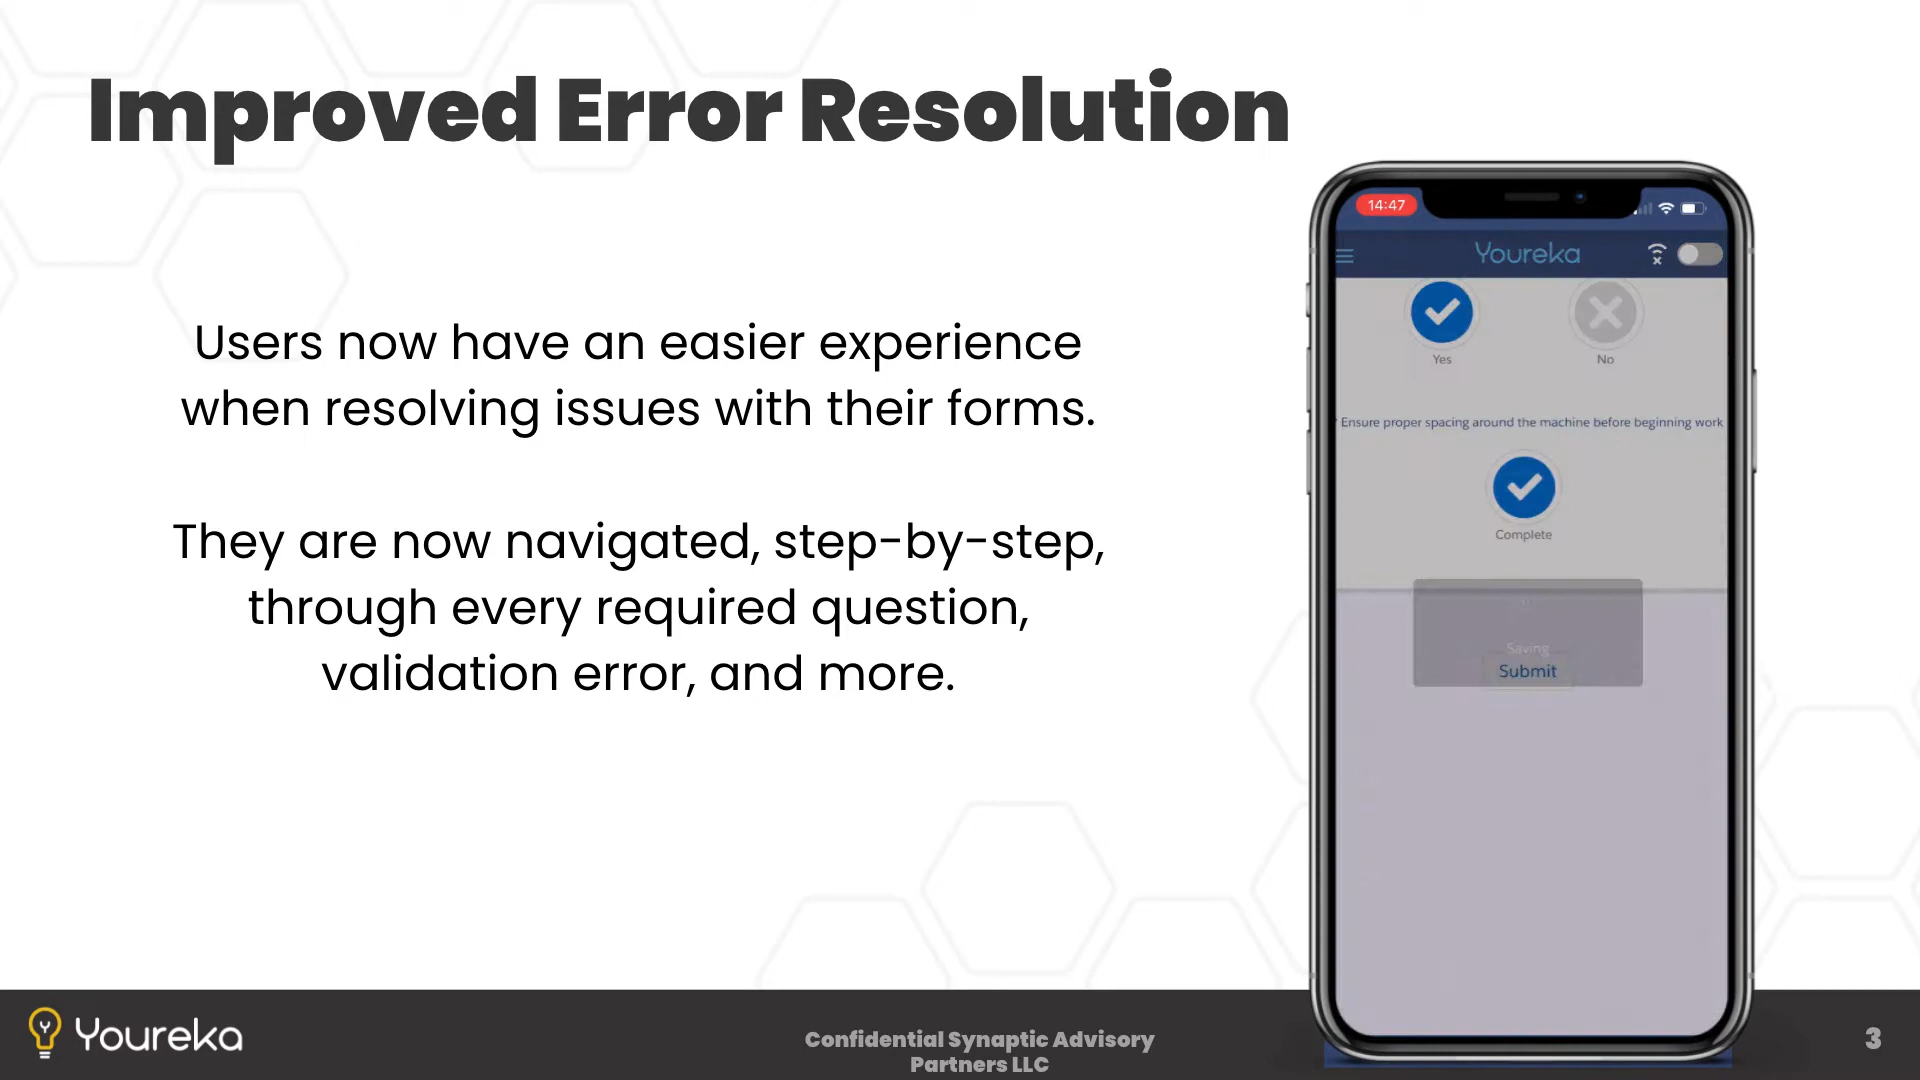 Improved Error Resolution
Users now have an easier experience
when resolving issues with their forms.
They are now navigated, step-by-step,
through every required question,
validation error, and more.
14:47
Youreka
Yes
No
Ensure proper spacing around the machine before beginning work
Complete
Saving
Submit
Youreka
Confidential Synaptic Advisory
Partners LLC
3